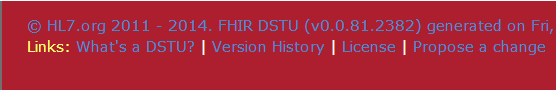 © HL7.org 2011 - 2014. FHIR DSTU (v0.0.81.2382) generated on Fri,
Links: What's a DSTU? | Version History | License | Propose a change